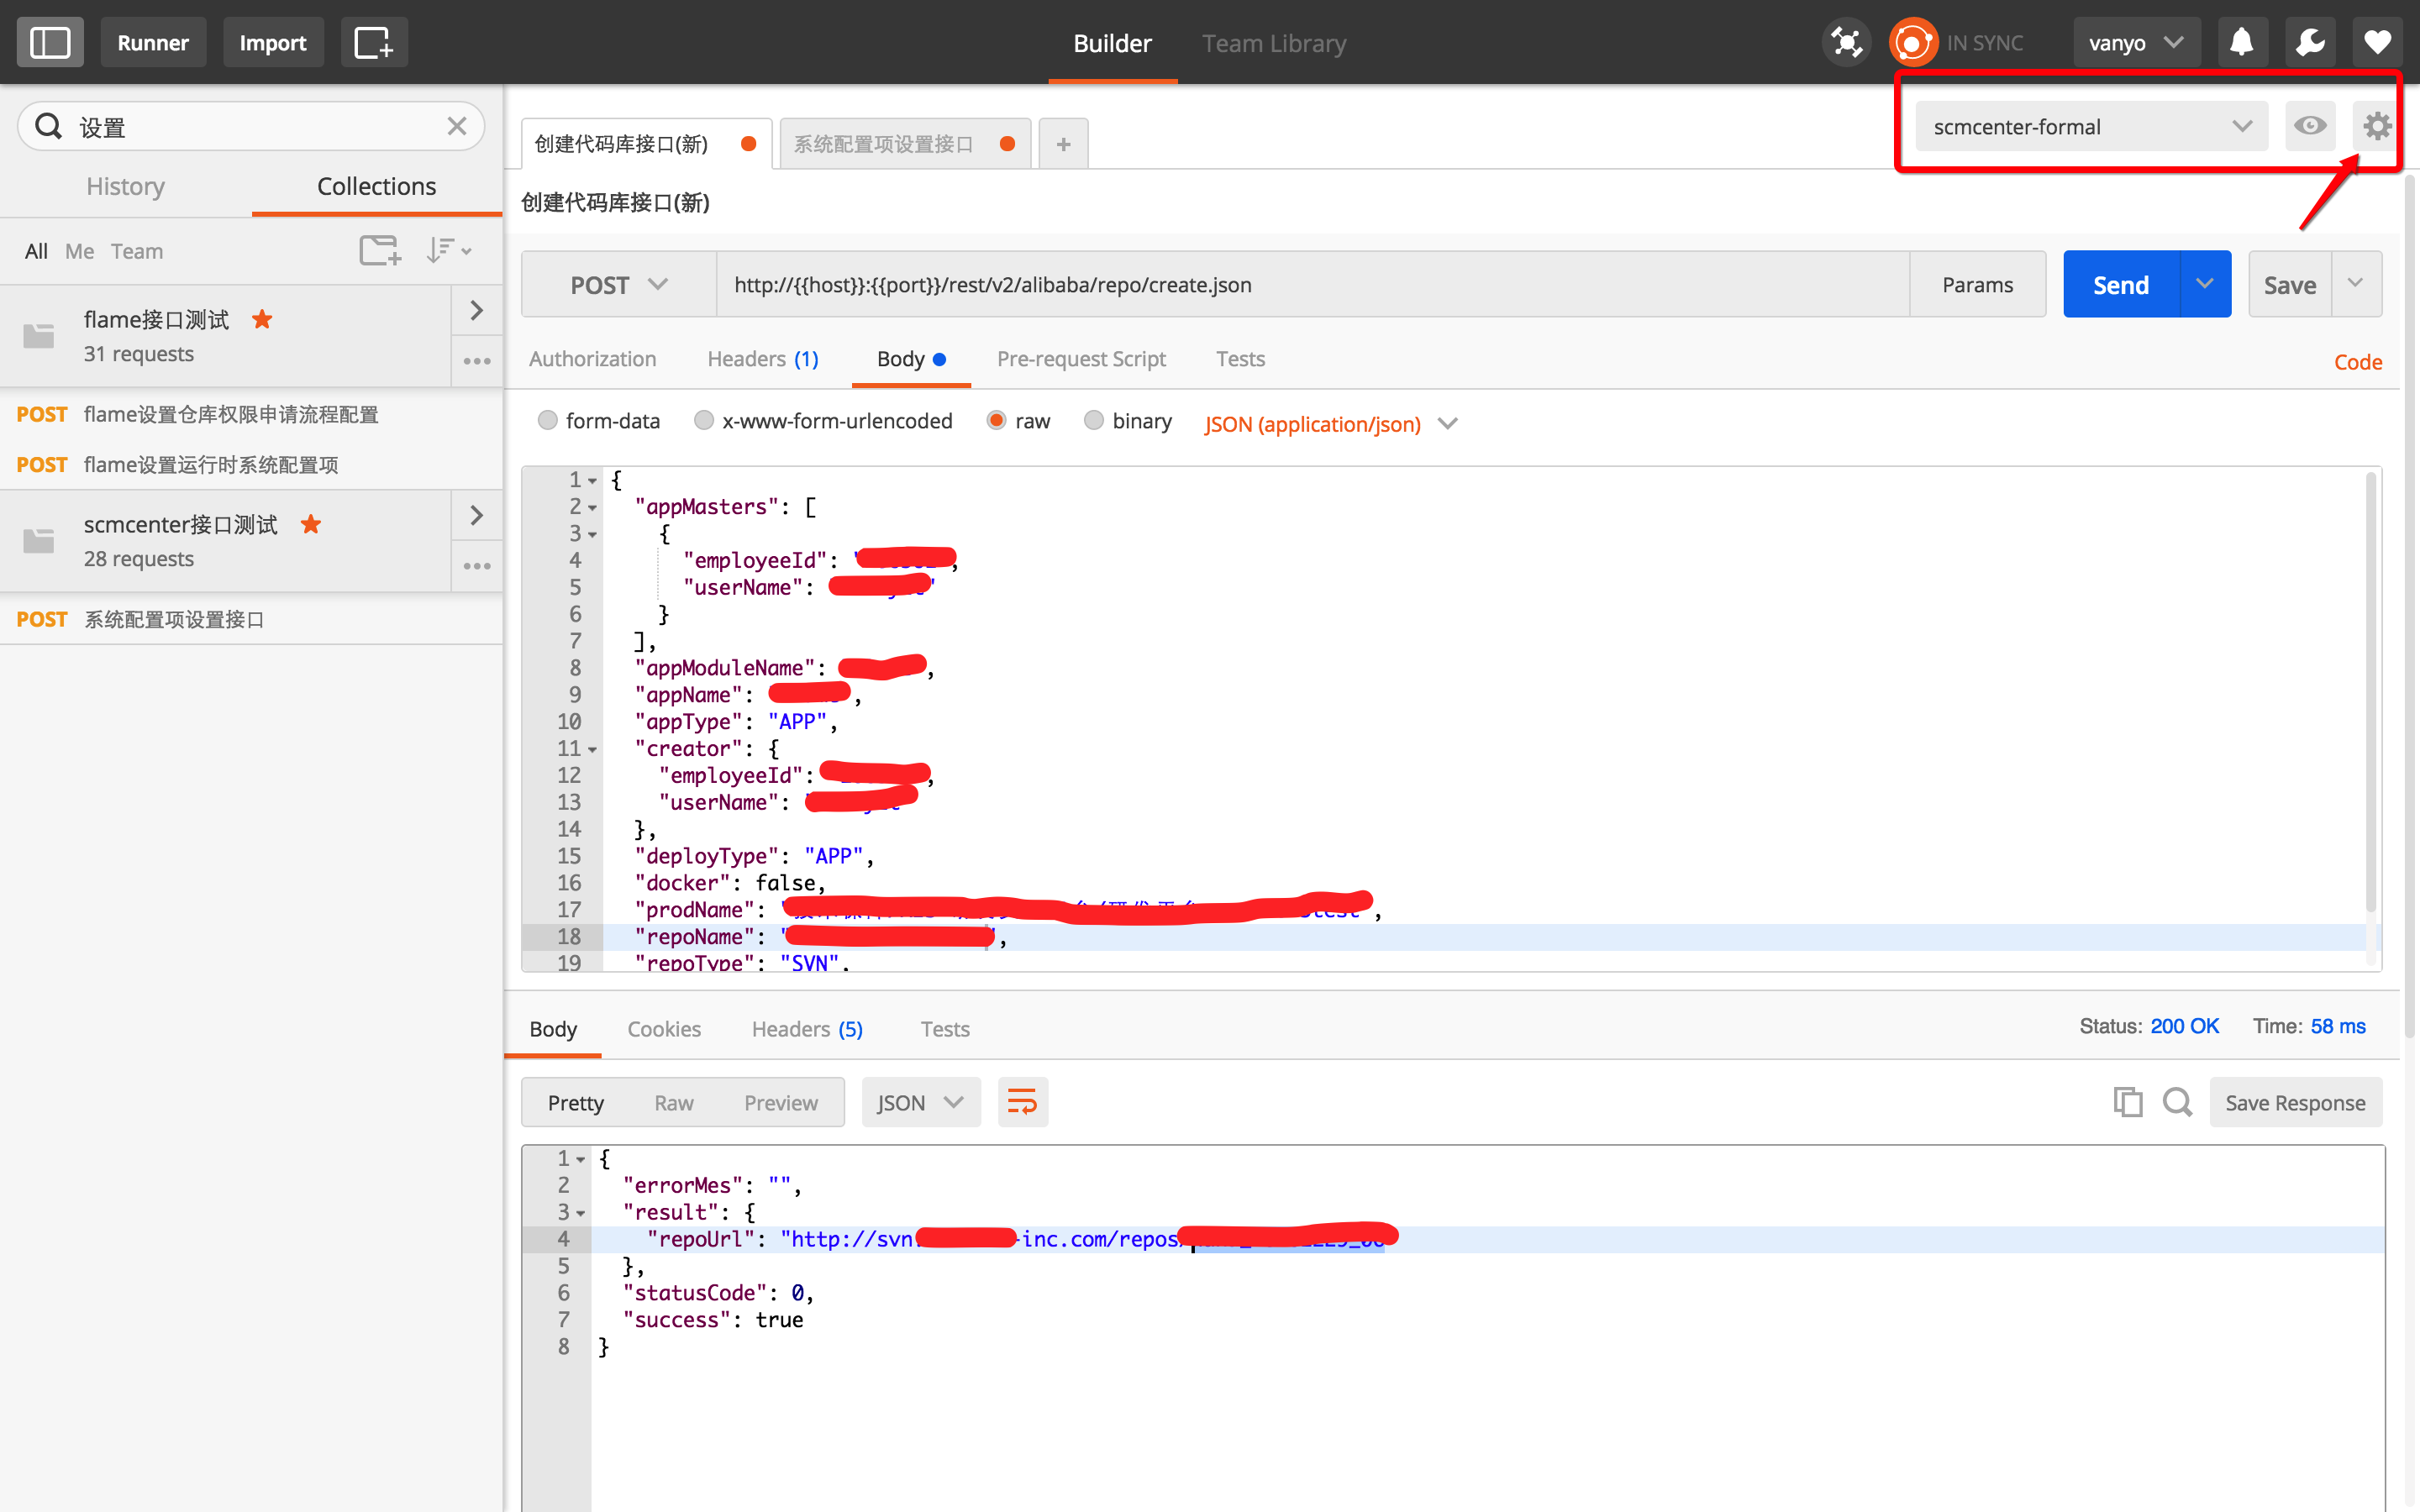 Runner
Import
Builder
Team Library
IN SYNC
vanyo
设置
创建代码库接口(新)
系统配置项设置接口
+
scmcenter-formal
History
Collections
创建代码库接口(新)
All
Me
Team
POST
http://{{host}}:{{port}}/rest/v2/alibaba/repo/create.json
Params
Send
Save
flame接口测试
31 requests
Authorization
Headers (1)
Body
Pre-request Script
Tests
Code
POST flame设置仓库权限申请流程配置
form-data
x-www-form-urlencoded
raw
binary
JSON (application/json)
POST flame设置运行时系统配置项
scmcenter接口测试
28 requests
POST 系统配置项设置接口
1 {
2 "appMasters": [
3 {
4 "employeeId": ,
5 "userName": "
6 }
7 ],
8 "appModuleName": ,
9 "appName": ,
10 "appType": "APP",
11 "creator": {
12 "employeeId": ,
13 "userName":
14 },
15 "deployType": "APP",
16 "docker": false,
17 "prodName": " ,
18 "repoName": " ,
19 "repoType": "SVN",
Body
Cookies
Headers (5)
Tests
Status: 200 OK
Time: 58 ms
Pretty
Raw
Preview
JSON
Save Response
1 {
2 "errorMes": "",
3 "result": {
4 "repoUrl": "http://svn. -inc.com/repos/
5 },
6 "statusCode": 0,
7 "success": true
8 }